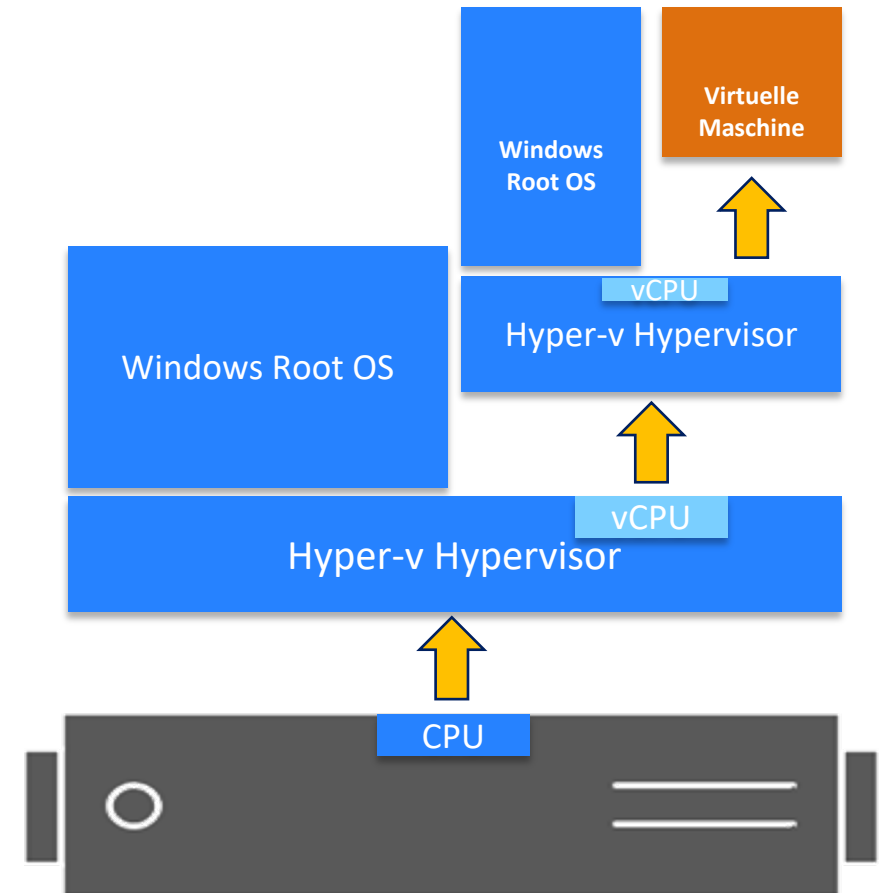 Virtuelle
Maschine
Windows
Root OS
vCPU
Hyper-v Hypervisor
Windows Root OS
vCPU
Hyper-v Hypervisor
CPU